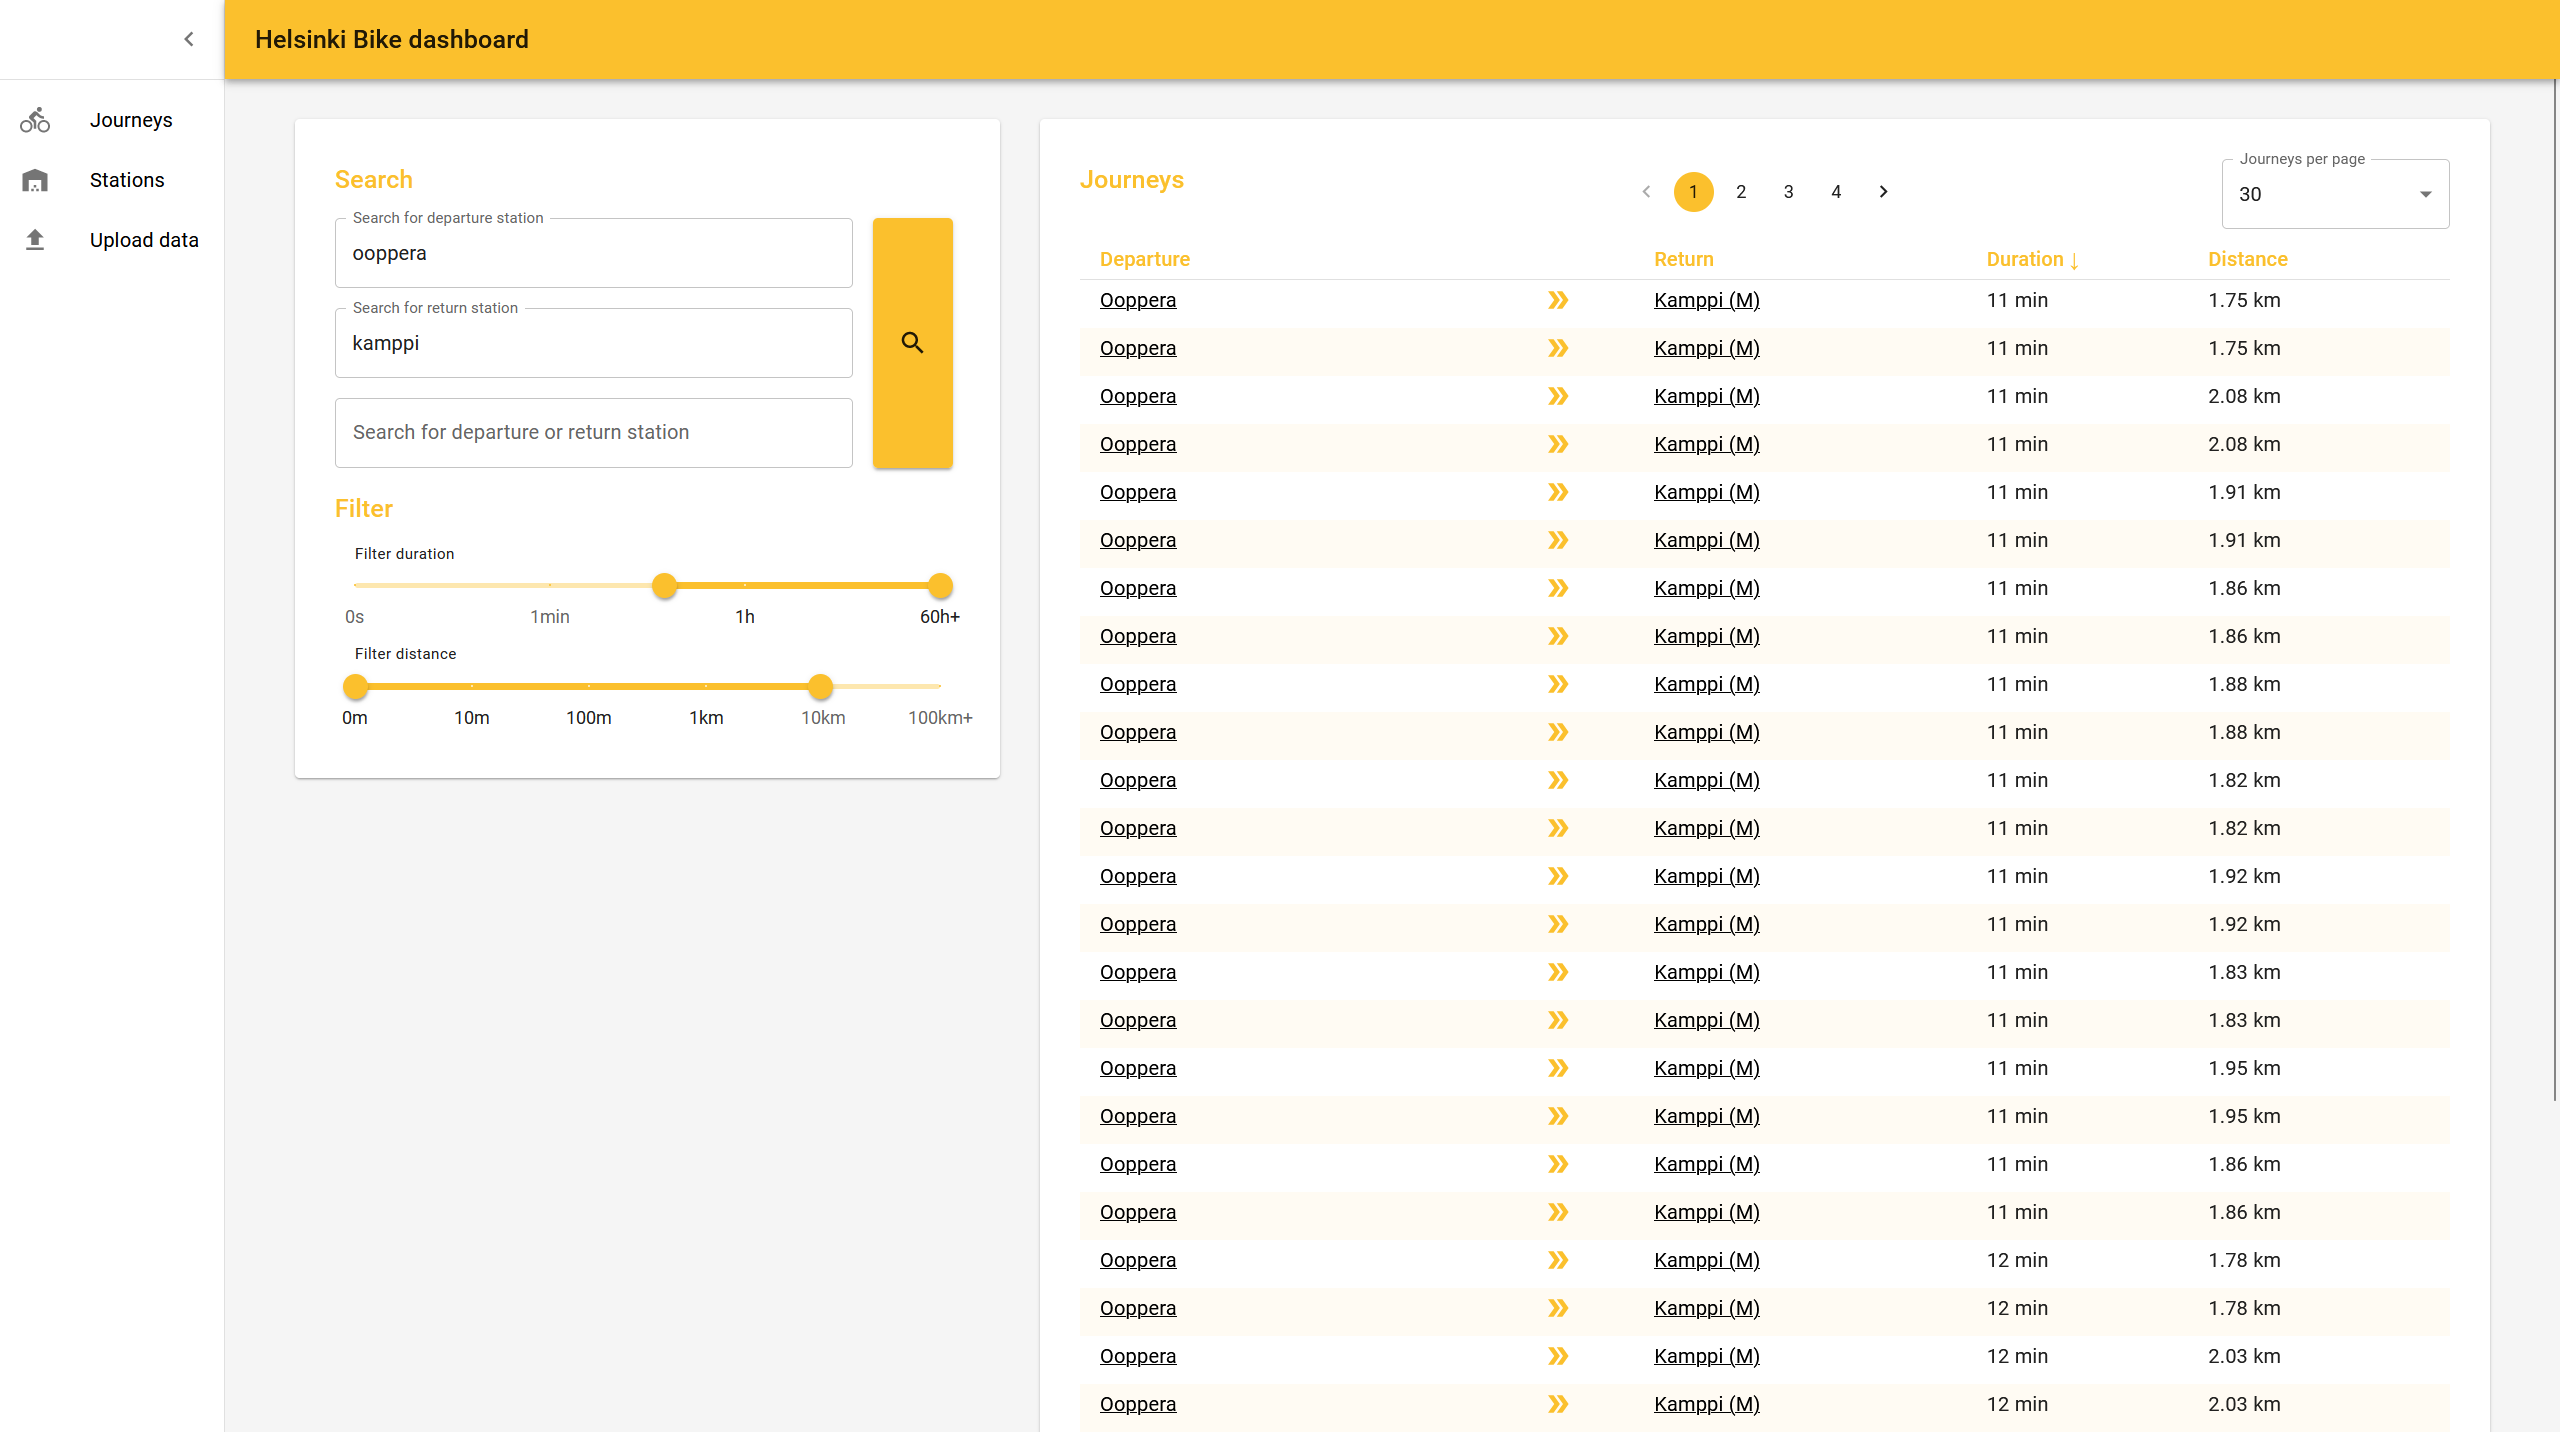 Helsinki Bike dashboard
Journeys
Stations
Upload data
Search
Search for departure station
ooppera
Search for return station
kamppi
Search for departure or return station
Filter
Filter duration
0s 1min 1h 60h+
Filter distance
0m 10m 100m 1km 10km 100km+
Journeys
1 2 3 4
Journeys per page
30
Departure Return Duration ↓ Distance
Ooppera Kamppi (M) 11 min 1.75 km
Ooppera Kamppi (M) 11 min 1.75 km
Ooppera Kamppi (M) 11 min 2.08 km
Ooppera Kamppi (M) 11 min 2.08 km
Ooppera Kamppi (M) 11 min 1.91 km
Ooppera Kamppi (M) 11 min 1.91 km
Ooppera Kamppi (M) 11 min 1.86 km
Ooppera Kamppi (M) 11 min 1.86 km
Ooppera Kamppi (M) 11 min 1.88 km
Ooppera Kamppi (M) 11 min 1.88 km
Ooppera Kamppi (M) 11 min 1.82 km
Ooppera Kamppi (M) 11 min 1.82 km
Ooppera Kamppi (M) 11 min 1.92 km
Ooppera Kamppi (M) 11 min 1.92 km
Ooppera Kamppi (M) 11 min 1.83 km
Ooppera Kamppi (M) 11 min 1.83 km
Ooppera Kamppi (M) 11 min 1.95 km
Ooppera Kamppi (M) 11 min 1.95 km
Ooppera Kamppi (M) 11 min 1.86 km
Ooppera Kamppi (M) 11 min 1.86 km
Ooppera Kamppi (M) 12 min 1.78 km
Ooppera Kamppi (M) 12 min 1.78 km
Ooppera Kamppi (M) 12 min 2.03 km
Ooppera Kamppi (M) 12 min 2.03 km